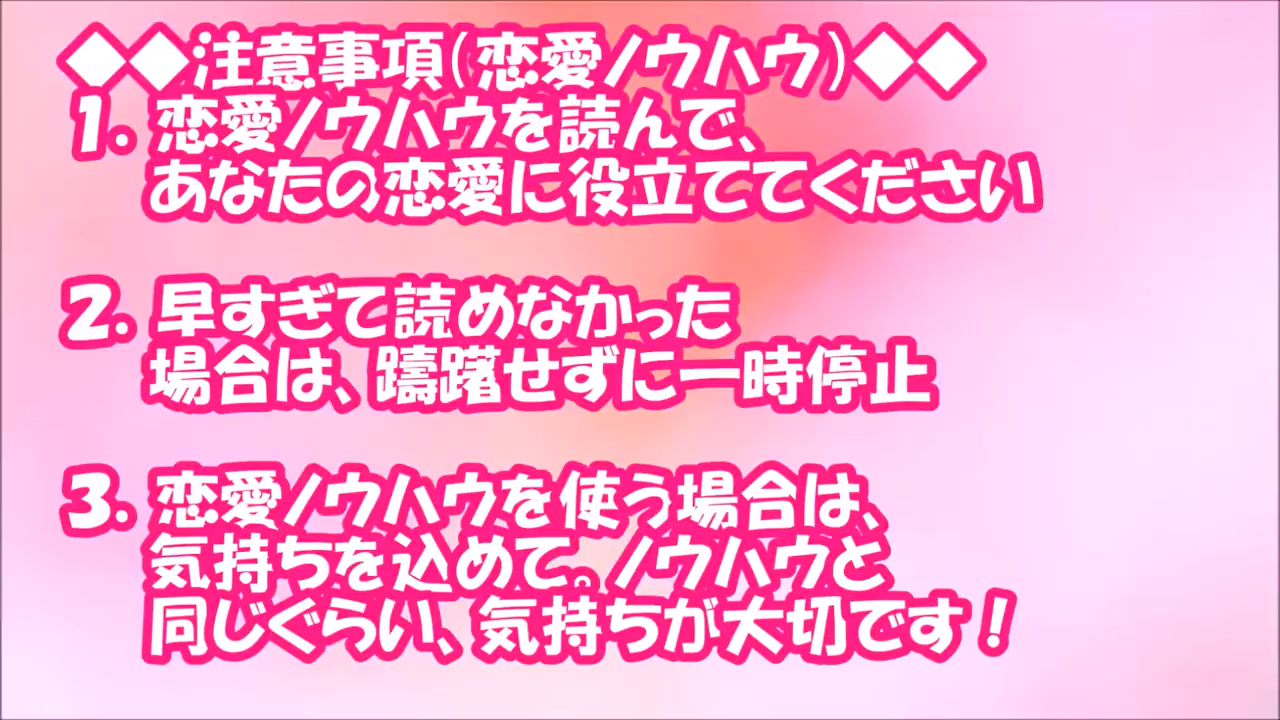 ◆◆注意事項(恋愛ノウハウ)◆◆
1. 恋愛ノウハウを読んで、
あなたの恋愛に役立ててください
2. 早すぎて読めなかった
場合は、躊躇せずに一時停止
3. 恋愛ノウハウを使う場合は、
気持ちを込めて。ノウハウと
同じぐらい、気持ちが大切です！